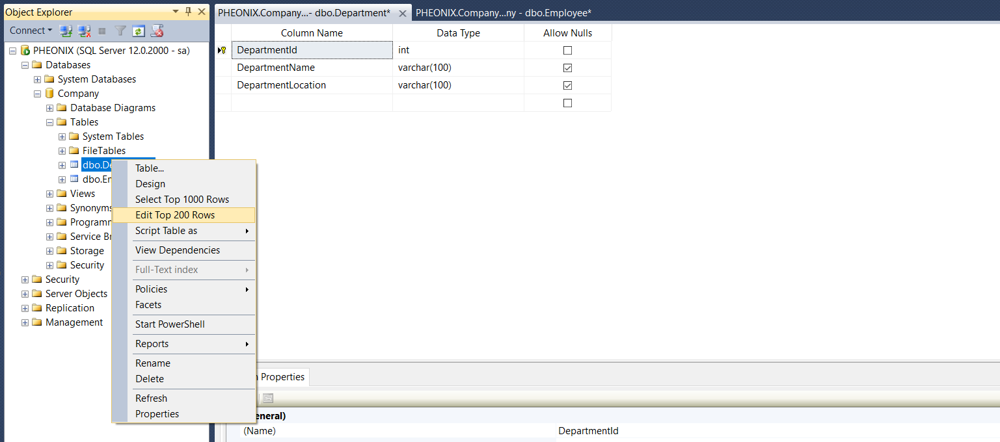 Object Explorer
Connect
PHEONIX (SQL Server 12.0.2000 - sa)
Databases
System Databases
Company
Database Diagrams
Tables
System Tables
FileTables
dbo.De
dbo.En
Views
Synonyms
Programm
Service Br
Storage
Security
Security
Server Objects
Replication
Management
Table...
Design
Select Top 1000 Rows
Edit Top 200 Rows
Script Table as
View Dependencies
Full-Text index
Policies
Facets
Start PowerShell
Reports
Rename
Delete
Refresh
Properties
PHEONIX.Company...- dbo.Department* PHEONIX.Company...ny - dbo.Employee*
Column Name Data Type Allow Nulls
DepartmentId int
DepartmentName varchar(100)
DepartmentLocation varchar(100)
Properties
eneral)
(Name) DepartmentId